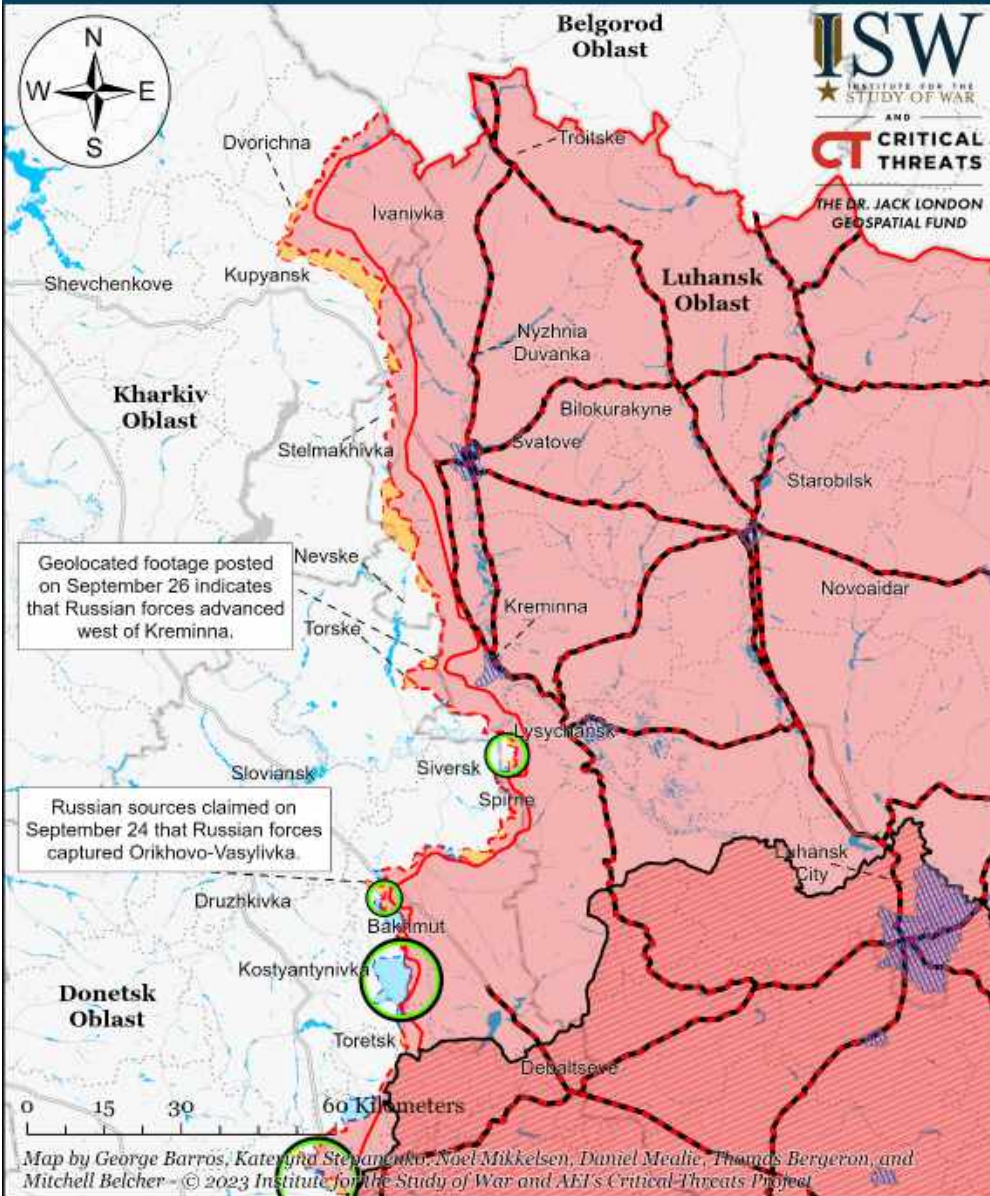 Belgorod
Oblast
N
W
E
S
ISW
INSTITUTE FOR THE
STUDY OF WAR
AND
CT CRITICAL
THREATS
THE DR. JACK LONDON
GEOSPATIAL FUND
Dvorichna
Troitske
Ivanivka
Shevchenkove
Kupyansk
Luhansk
Oblast
Nyzhnia
Duvanka
Kharkiv
Oblast
Bilokurakyne
Stelmakhivka
Svatove
Starobilsk
Geolocated footage posted
on September 26 indicates
that Russian forces advanced
west of Kreminna.
Nevske
Novoaidar
Kreminna
Torske
Lysychansk
Siversk
Sloviansk
Spirne
Russian sources claimed on
September 24 that Russian forces
captured Orikhovo-Vasylivka.
Luhansk
City
Druzhkivka
Bakhmut
Kostyantynivka
Donetsk
Oblast
Toretsk
Debaltseve
0 15 30 60 Kilometers
Map by George Barros, Kateryna Stepanenko, Noel Mikkelsen, Daniel Mealie, Thomas Bergeron, and
Mitchell Belcher - © 2023 Institute for the Study of War and AEI's Critical Threats Project